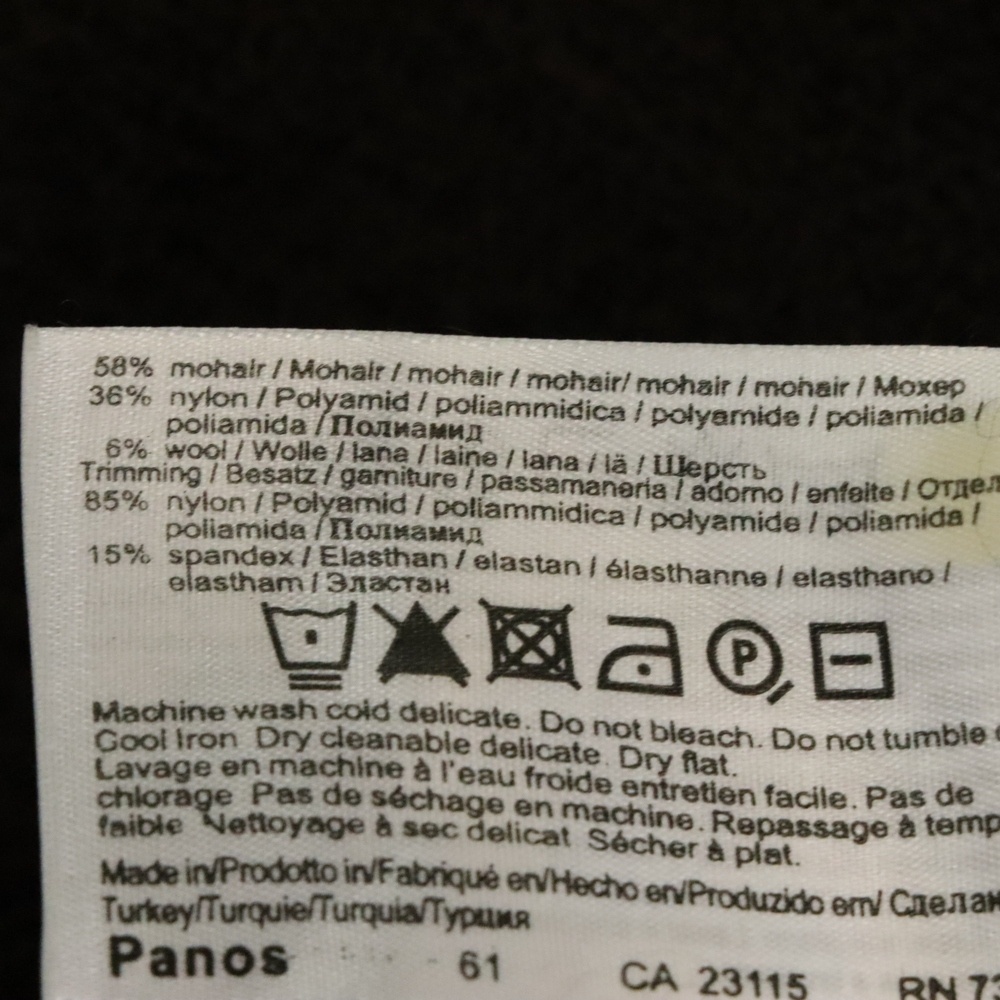 58% mohair / Mohair / mohair / mohair/ mohair / mohair / Мохер
36% nylon / Polyamid / poliammidica / polyamide / poliamida /
poliamida / Полиамид
6% wool / Wolle / lana / laine / lana / lä / Шерсть
Trimming / Besatz / garniture / passamaneria / adorno / enfeite / Отдел
85% nylon / Polyamid / poliammidica / polyamide / poliamida /
poliamida / Полиамид
15% spandex / Elasthan / elastan / élasthanne / elasthano /
elastham / Эластан
P
Machine wash cold delicate. Do not bleach. Do not tumble
Cool Iron Dry cleanable delicate. Dry flat.
Lavage en machine à l'eau froide entretien facile. Pas de
chlorage Pas de séchage en machine. Repassage à temp
faible Nettoyage à sec delicat Sécher à plat.
Made in/Prodotto in/Fabriqué en/Hecho en/Produzido em/ Сделан
Turkey/Turquie/Turquia/Турция
Panos 61 CA 23115 RN 73